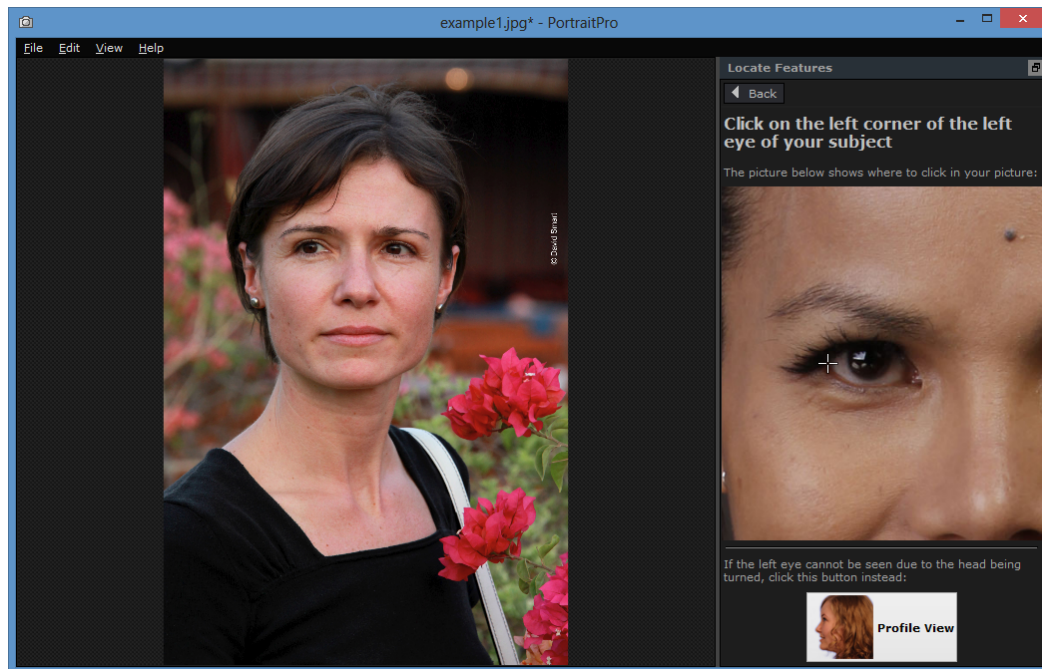 example1.jpg* - PortraitPro
File Edit View Help
© David Smart
Locate Features
Back
Click on the left corner of the left
eye of your subject
The picture below shows where to click in your picture:
If the left eye cannot be seen due to the head being
turned, click this button instead:
Profile View